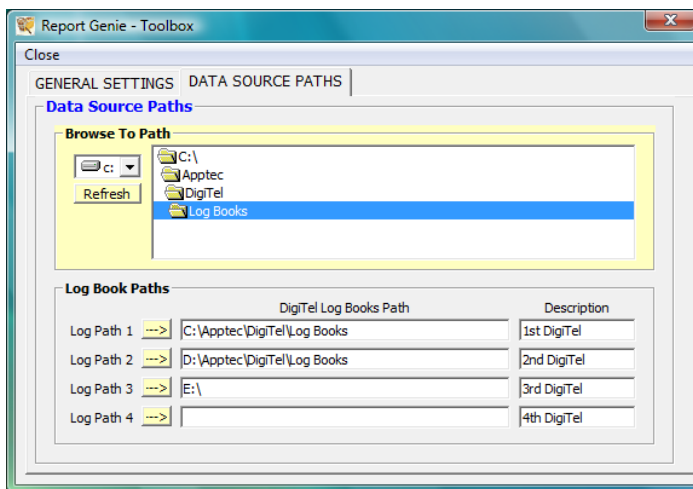 Report Genie - Toolbox
Close
GENERAL SETTINGS DATA SOURCE PATHS
Data Source Paths
Browse To Path
c:
Refresh
C:\
Apptec
DigiTel
Log Books
Log Book Paths
DigiTel Log Books Path Description
Log Path 1 ---> C:\Apptec\DigiTel\Log Books 1st DigiTel
Log Path 2 ---> D:\Apptec\DigiTel\Log Books 2nd DigiTel
Log Path 3 ---> E:\ 3rd DigiTel
Log Path 4 ---> 4th DigiTel